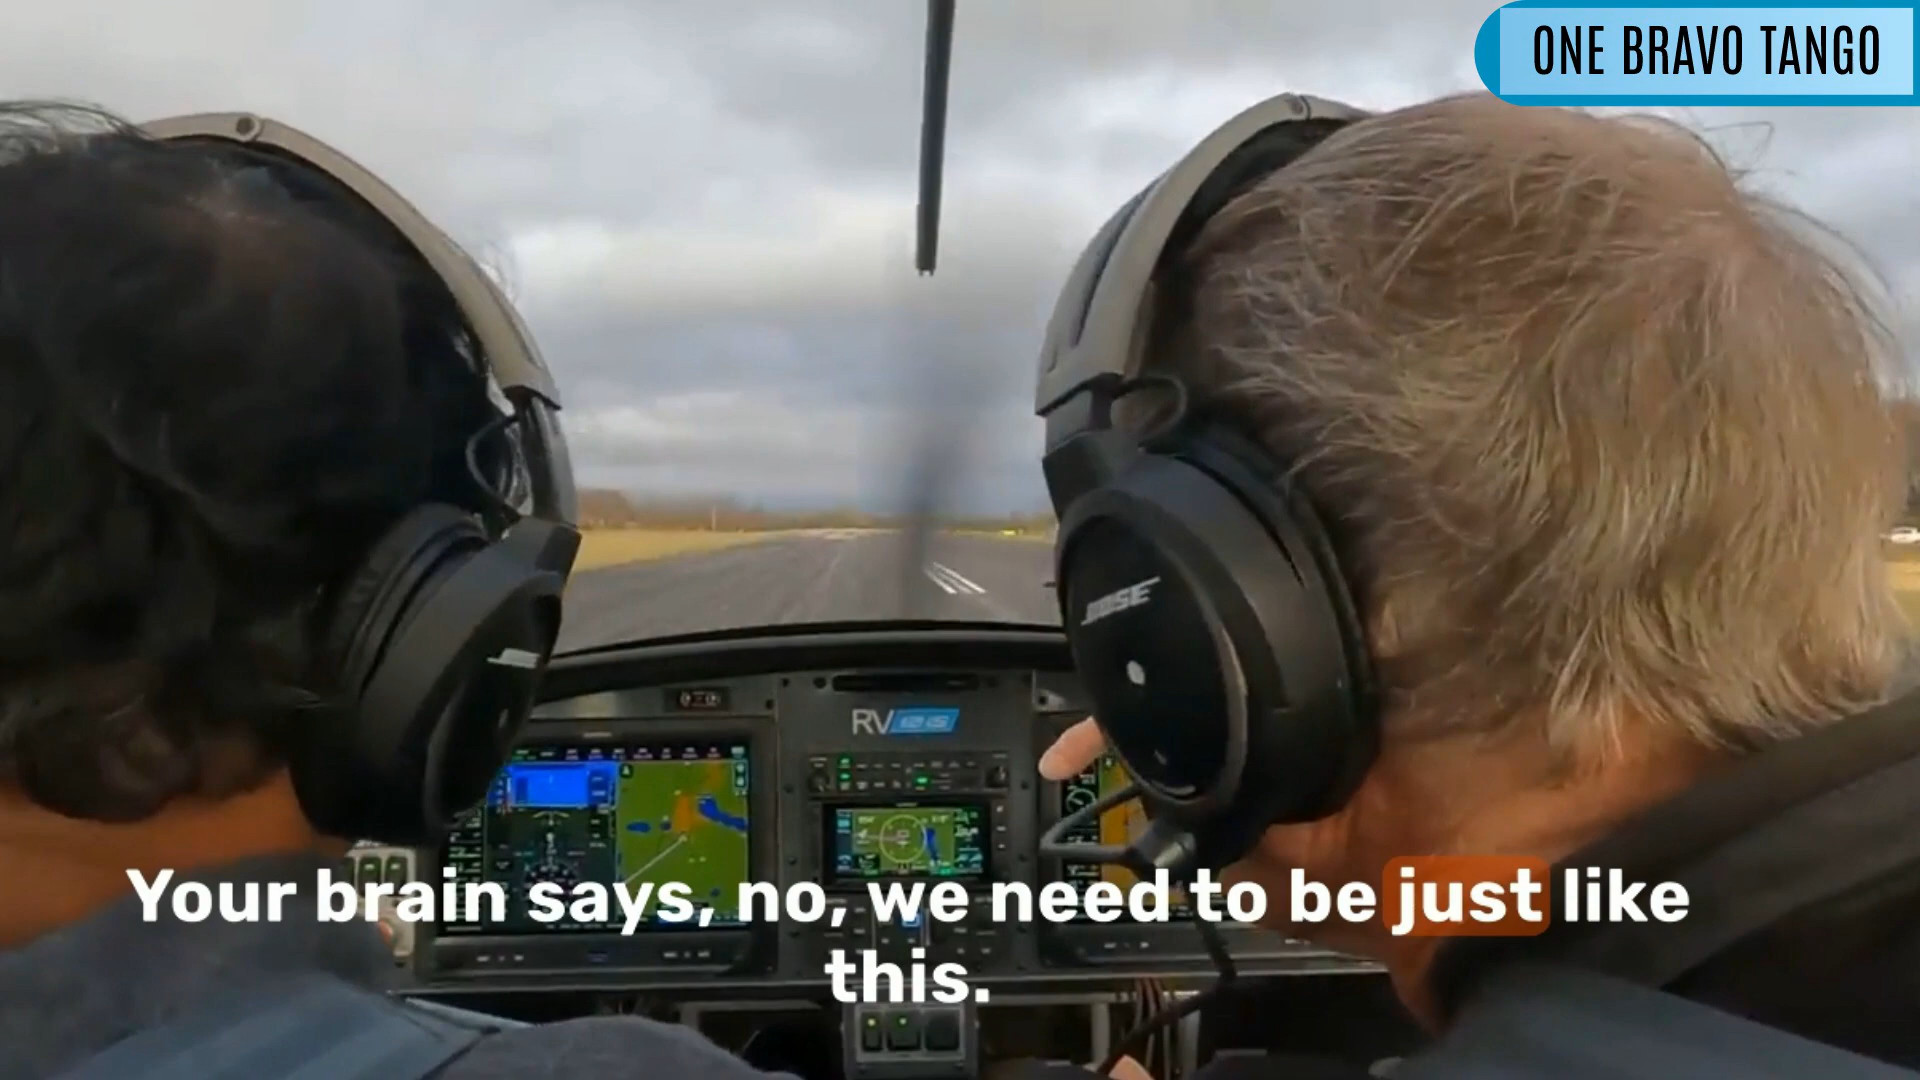 ONE BRAVO TANGO
BOSE
RV
Your brain says, no, we need to be just like
this.